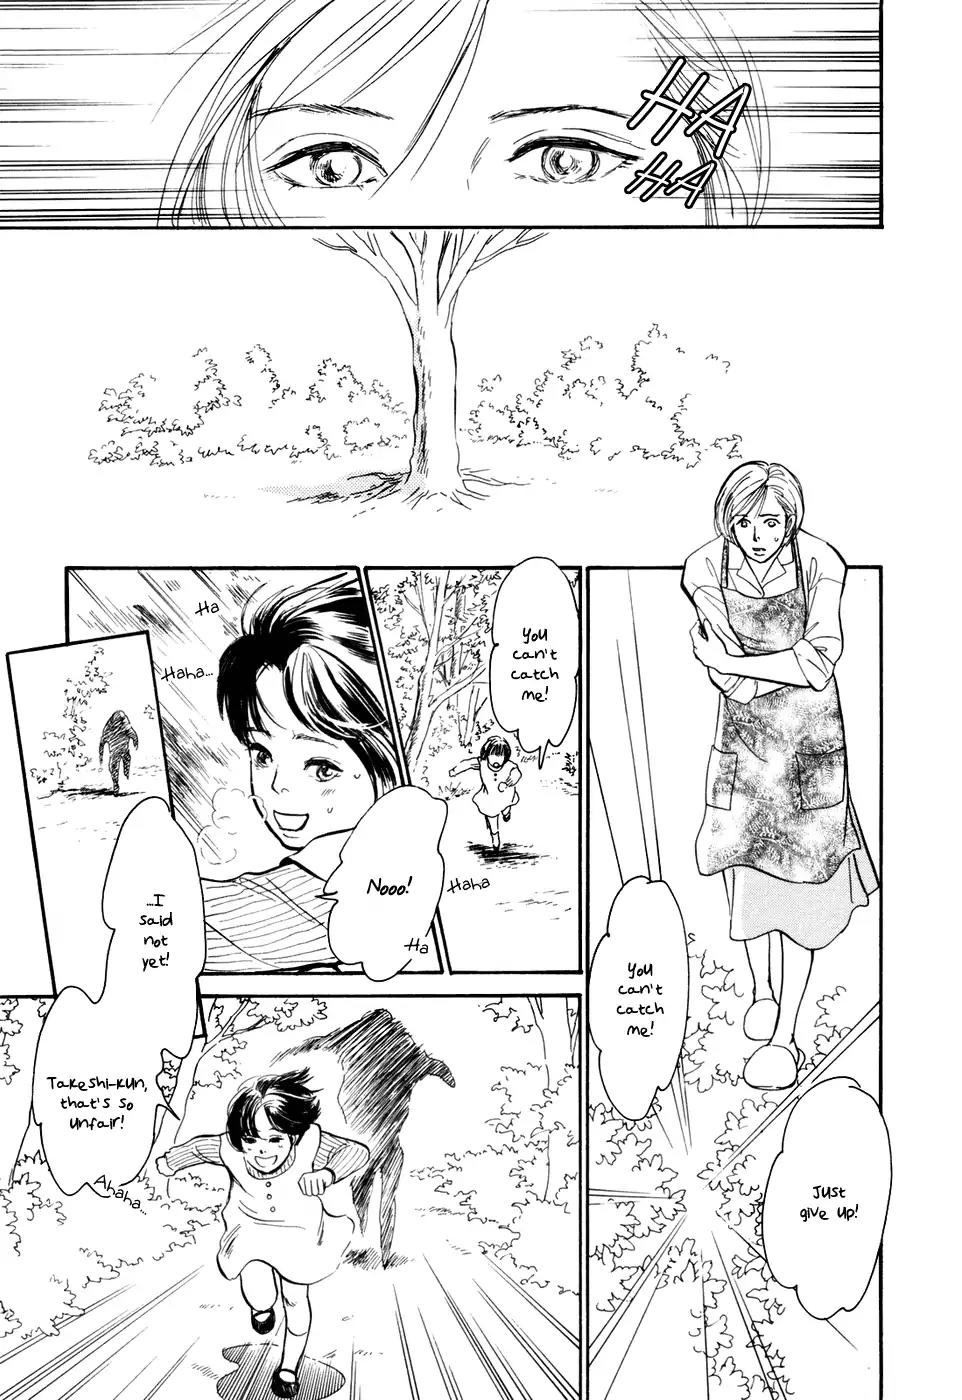 HA
HA
You
can't
catch
me!
Just
give up!
You
can't
catch
me!
Haha
Nooo!
Ha
Ha
Haha...
...I
said
not
yet!
Takeshi-kun,
that's so
unfair!
Ahaha...